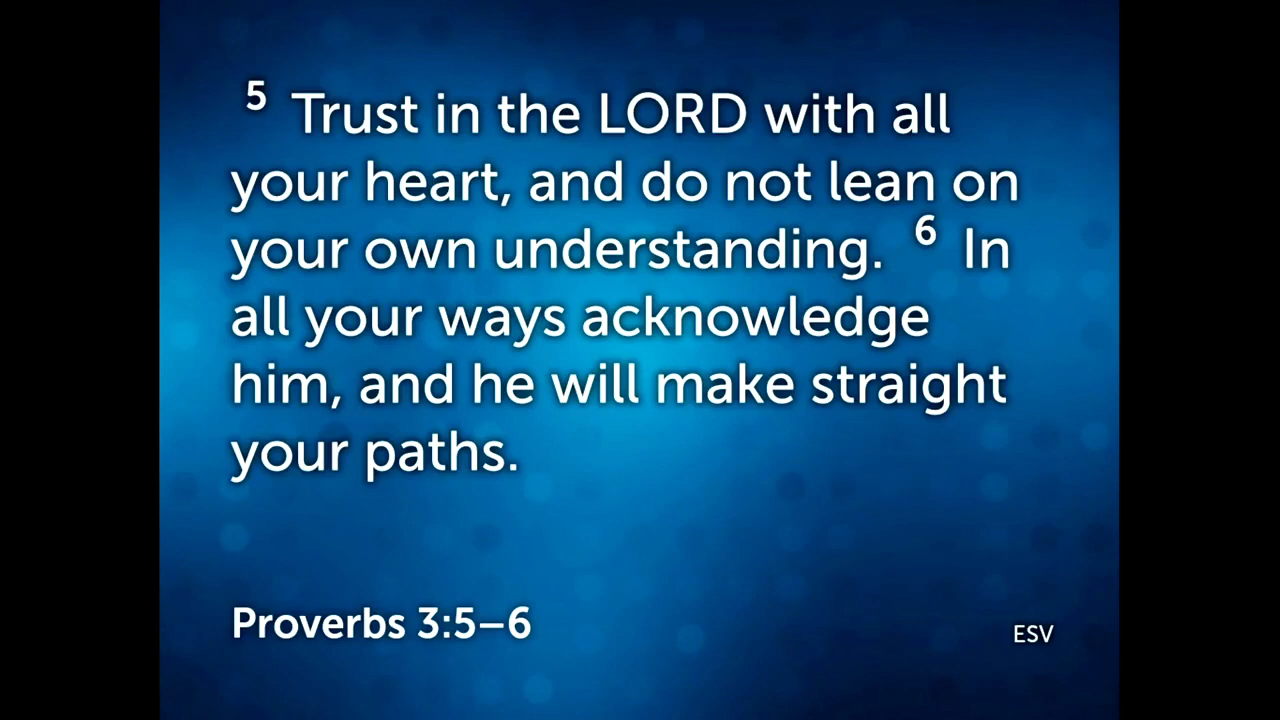 5 Trust in the LORD with all
your heart, and do not lean on
your own understanding. 6 In
all your ways acknowledge
him, and he will make straight
your paths.
Proverbs 3:5–6
ESV